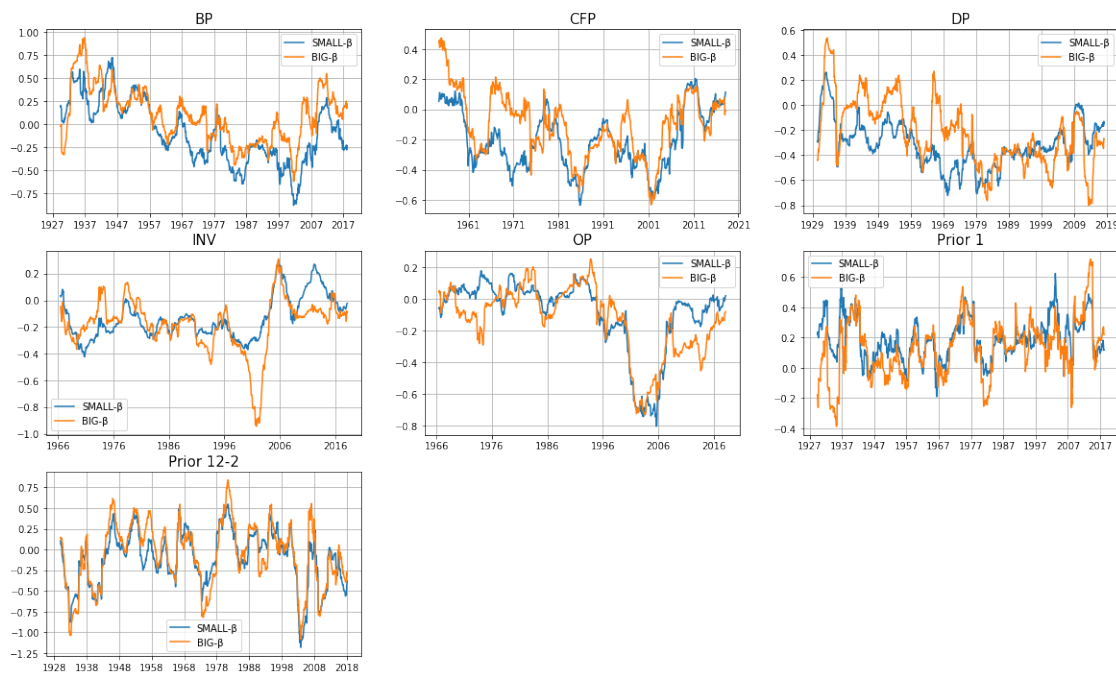 BP
CFP
DP
1.00
0.75
0.50
0.25
0.00
−0.25
−0.50
−0.75
SMALL-β
BIG-β
1927 1937 1947 1957 1967 1977 1987 1997 2007 2017
0.4
0.2
0.0
−0.2
−0.4
−0.6
SMALL-β
BIG-β
1961 1971 1981 1991 2001 2011 2021
0.6
0.4
0.2
0.0
−0.2
−0.4
−0.6
−0.8
SMALL-β
BIG-β
1929 1939 1949 1959 1969 1979 1989 1999 2009 2019
INV
OP
Prior 1
0.2
0.0
−0.2
−0.4
−0.6
−0.8
−1.0
SMALL-β
BIG-β
1966 1976 1986 1996 2006 2016
0.2
0.0
−0.2
−0.4
−0.6
−0.8
SMALL-β
BIG-β
1966 1976 1986 1996 2006 2016
0.6
0.4
0.2
0.0
−0.2
−0.4
SMALL-β
BIG-β
1927 1937 1947 1957 1967 1977 1987 1997 2007 2017
Prior 12-2
0.75
0.50
0.25
0.00
−0.25
−0.50
−0.75
−1.00
−1.25
SMALL-β
BIG-β
1928 1938 1948 1958 1968 1978 1988 1998 2008 2018